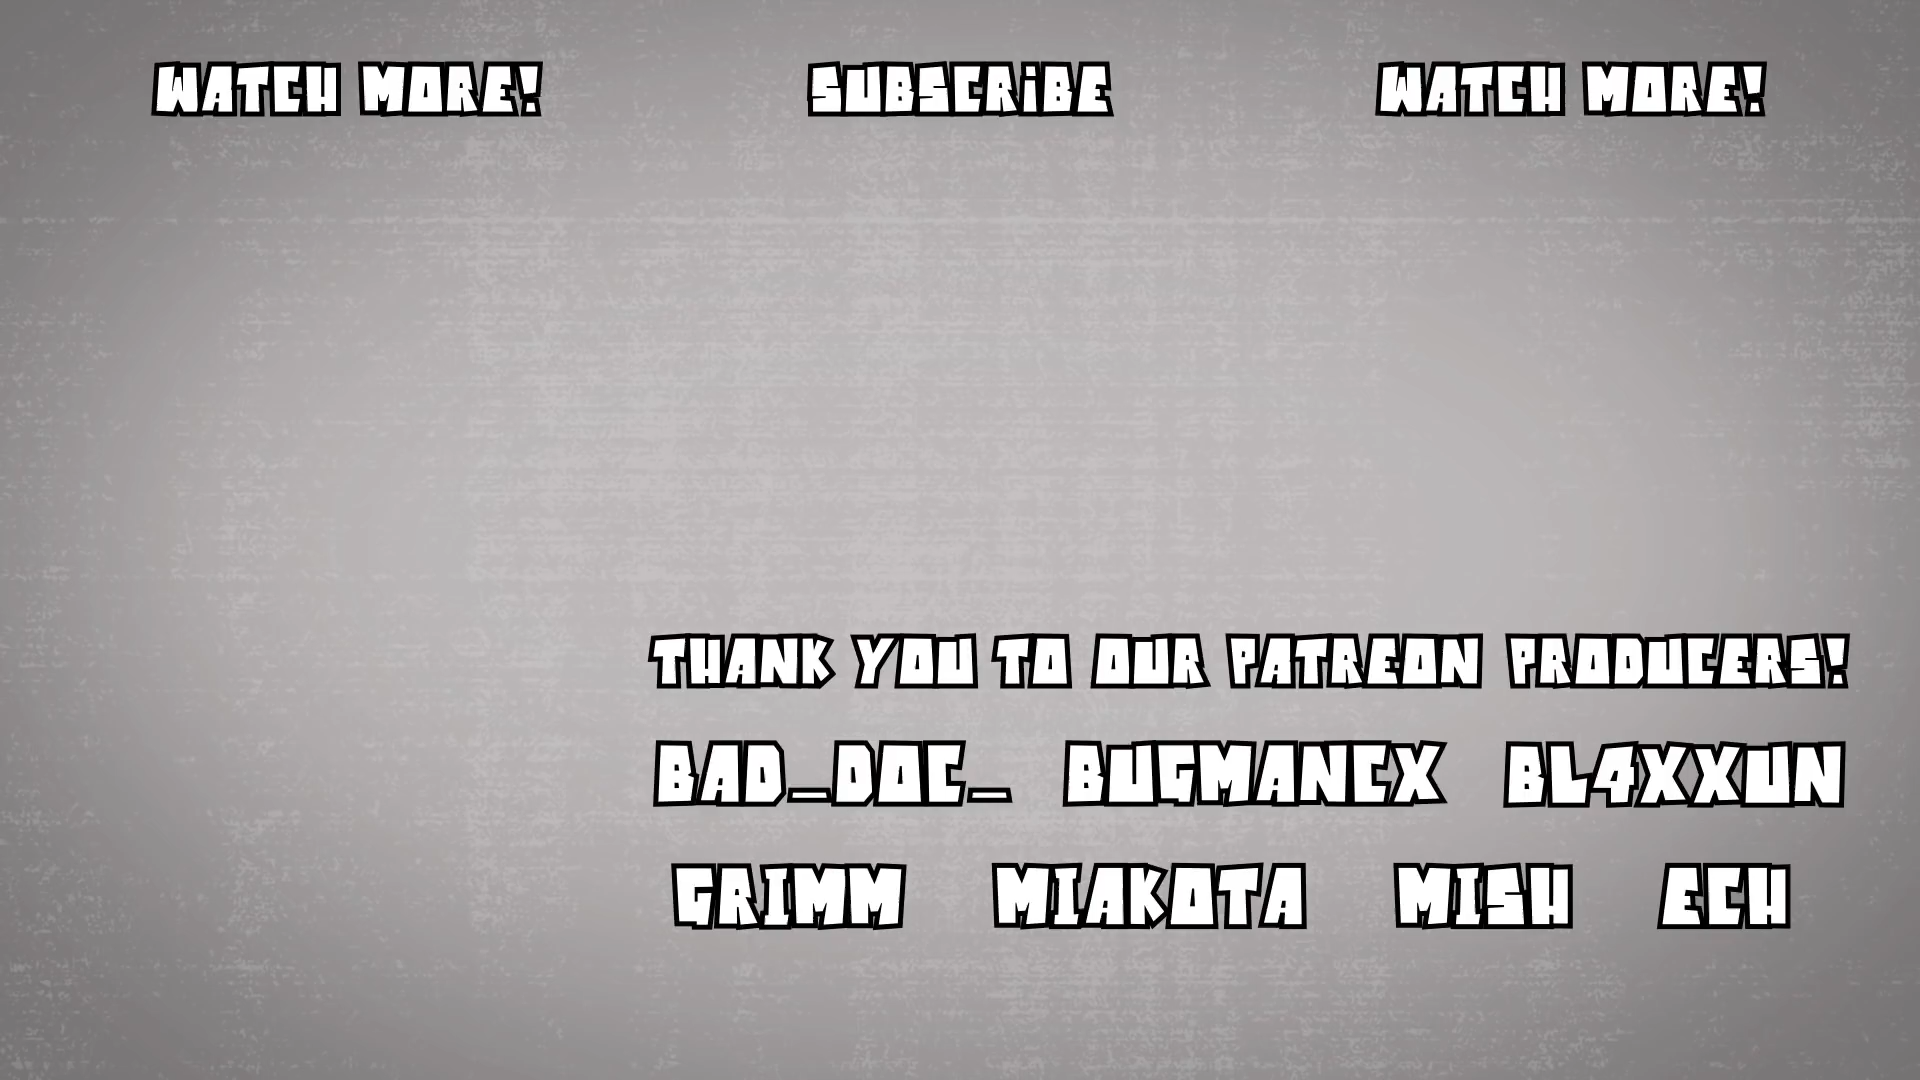 WATCH MORE! SUBSCRiBE WATCH MORE!
THANK YOU TO OUR PATREON PRODUCERS!
BAD_DOC_ BUGMANCX BL4XXUN
GRIMM MIAKOTA MISH ECH